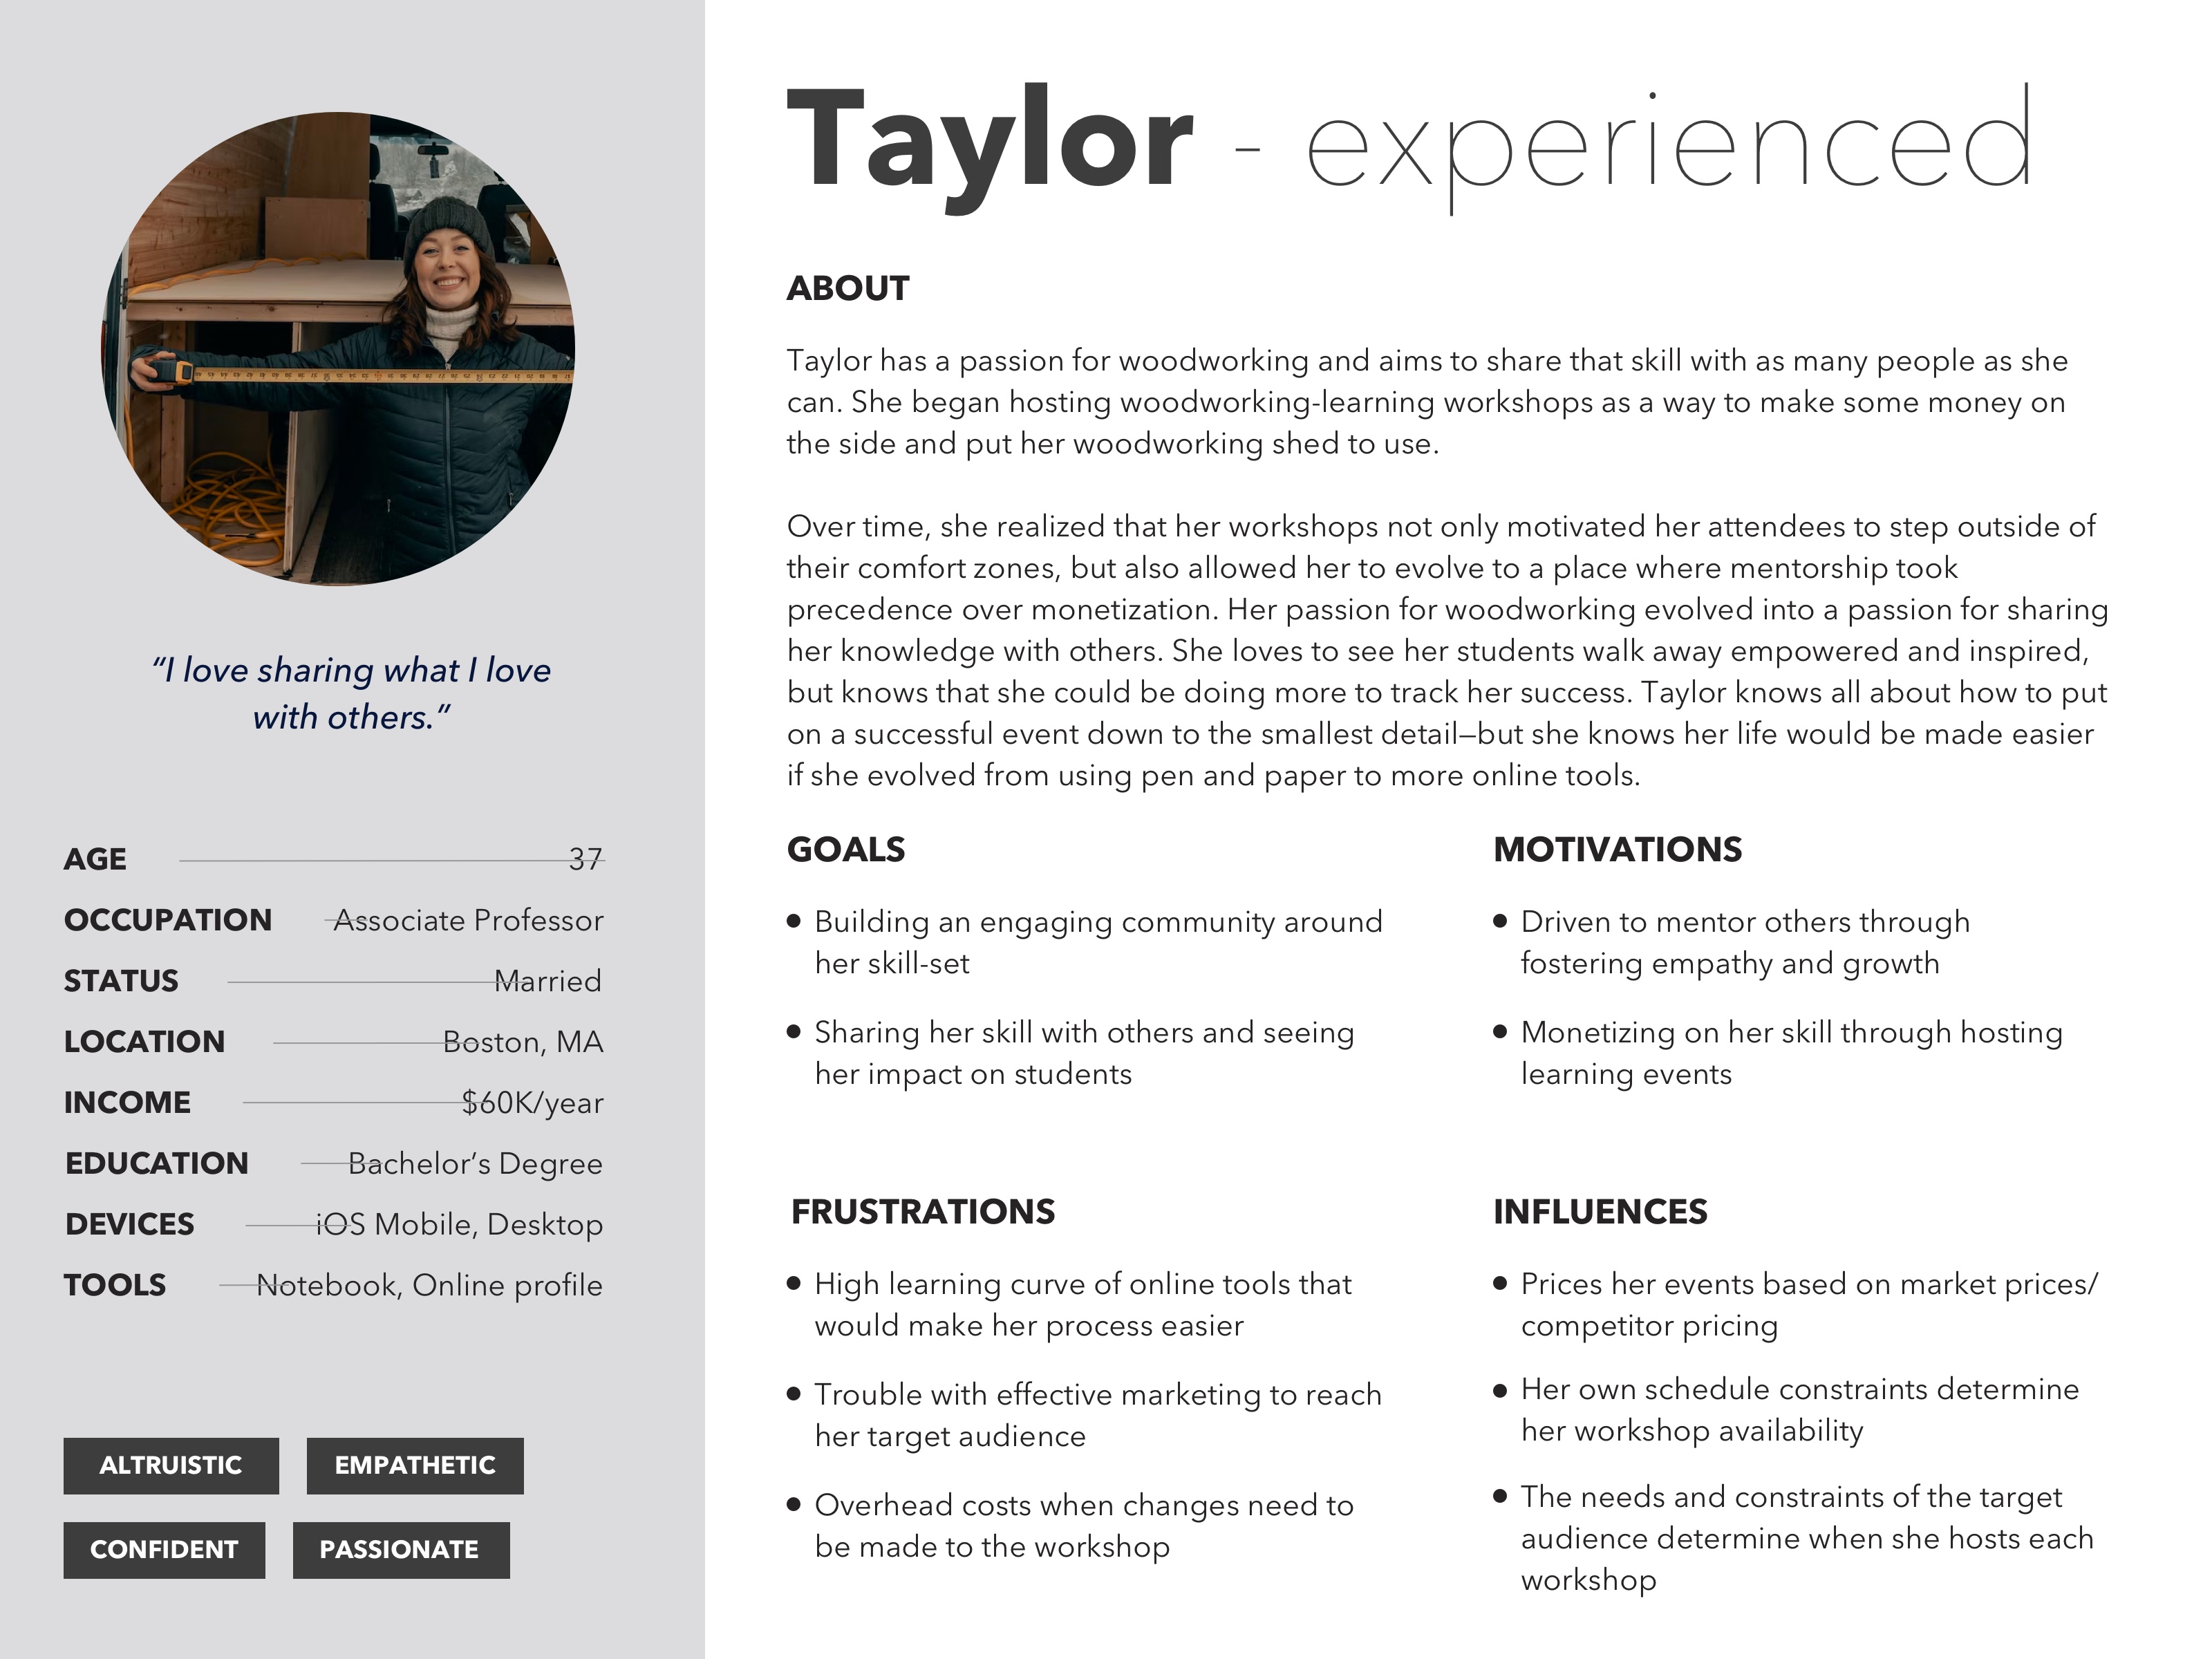 Taylor - experienced
ABOUT
Taylor has a passion for woodworking and aims to share that skill with as many people as she
can. She began hosting woodworking-learning workshops as a way to make some money on
the side and put her woodworking shed to use.
Over time, she realized that her workshops not only motivated her attendees to step outside of
their comfort zones, but also allowed her to evolve to a place where mentorship took
precedence over monetization. Her passion for woodworking evolved into a passion for sharing
her knowledge with others. She loves to see her students walk away empowered and inspired,
but knows that she could be doing more to track her success. Taylor knows all about how to put
on a successful event down to the smallest detail—but she knows her life would be made easier
if she evolved from using pen and paper to more online tools.
“I love sharing what I love
with others.”
AGE 37
OCCUPATION Associate Professor
STATUS Married
LOCATION Boston, MA
INCOME $60K/year
EDUCATION Bachelor’s Degree
DEVICES iOS Mobile, Desktop
TOOLS Notebook, Online profile
ALTRUISTIC EMPATHETIC
CONFIDENT PASSIONATE
GOALS
• Building an engaging community around
her skill-set
• Sharing her skill with others and seeing
her impact on students
MOTIVATIONS
• Driven to mentor others through
fostering empathy and growth
• Monetizing on her skill through hosting
learning events
FRUSTRATIONS
• High learning curve of online tools that
would make her process easier
• Trouble with effective marketing to reach
her target audience
• Overhead costs when changes need to
be made to the workshop
INFLUENCES
• Prices her events based on market prices/
competitor pricing
• Her own schedule constraints determine
her workshop availability
• The needs and constraints of the target
audience determine when she hosts each
workshop